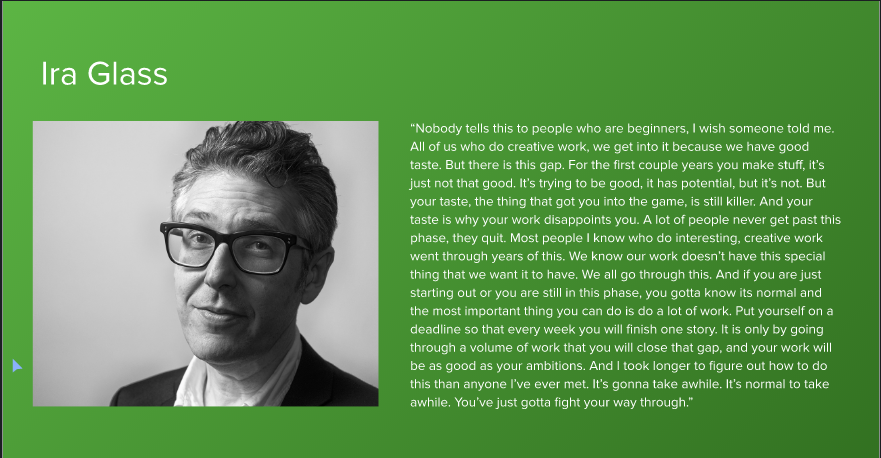 Ira Glass
“Nobody tells this to people who are beginners, I wish someone told me.
All of us who do creative work, we get into it because we have good
taste. But there is this gap. For the first couple years you make stuff, it’s
just not that good. It’s trying to be good, it has potential, but it’s not. But
your taste, the thing that got you into the game, is still killer. And your
taste is why your work disappoints you. A lot of people never get past this
phase, they quit. Most people I know who do interesting, creative work
went through years of this. We know our work doesn’t have this special
thing that we want it to have. We all go through this. And if you are just
starting out or you are still in this phase, you gotta know its normal and
the most important thing you can do is do a lot of work. Put yourself on a
deadline so that every week you will finish one story. It is only by going
through a volume of work that you will close that gap, and your work will
be as good as your ambitions. And I took longer to figure out how to do
this than anyone I’ve ever met. It’s gonna take awhile. It’s normal to take
awhile. You’ve just gotta fight your way through.”